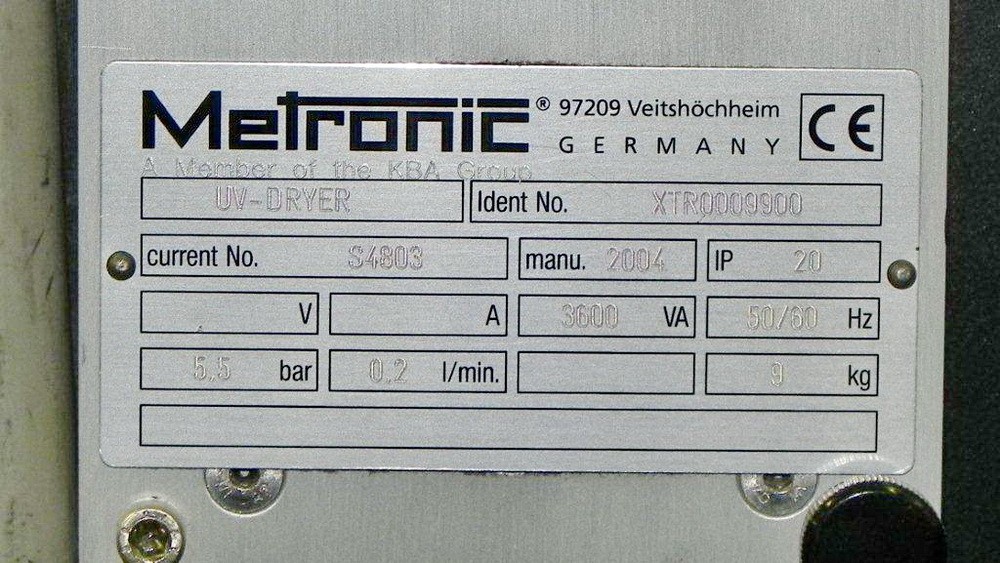 Metronic® 97209 Veitshöchheim
GERMANY CE
A Member of the KBA Group
UV-DRYER Ident No. XTR0009900
current No. S4803 manu. 2004 IP 20
V A 3600 VA 50/60 Hz
5,5 bar 0,2 l/min. 9 kg